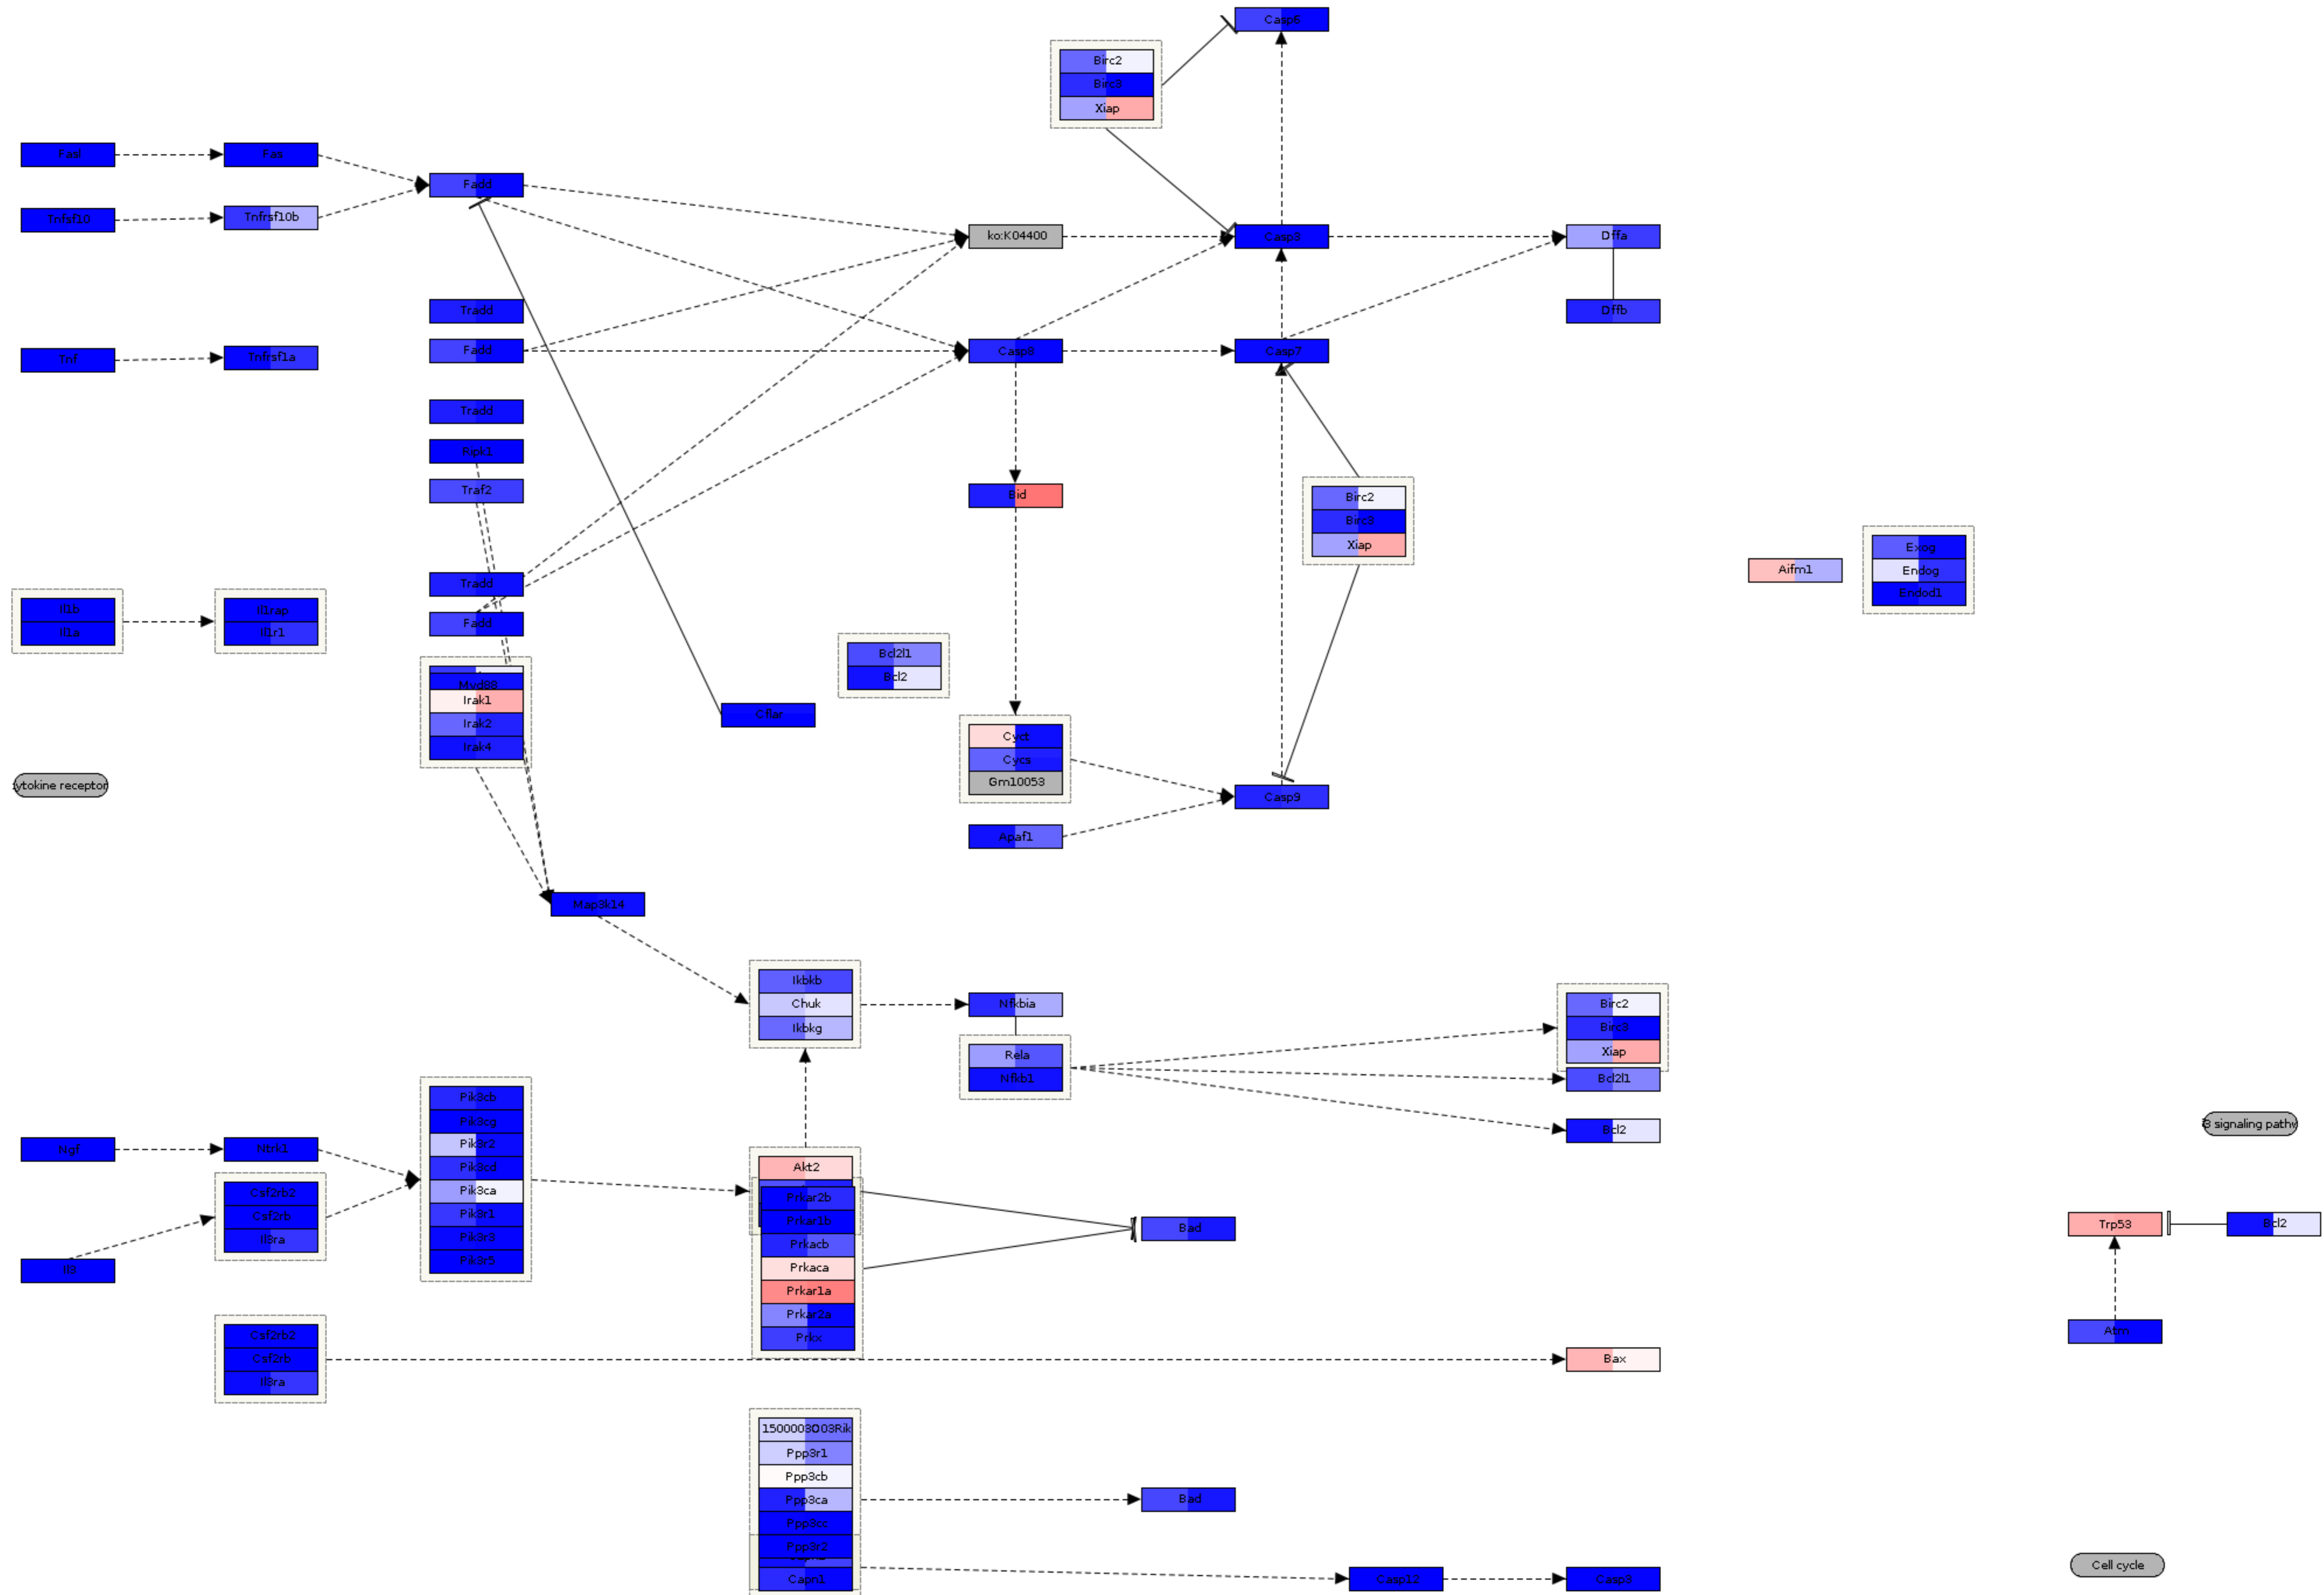 Casp6
Birc2
Birc3
Xiap
Fasl
Fas
Fadd
Tnfsf10
Tnfrsf10b
ko:K04400
Casp3
Dffa
Tradd
Dffb
Tnf
Tnfrsf1a
Fadd
Casp8
Casp7
Tradd
Ripk1
Traf2
Bid
Birc2
Birc3
Xiap
Exog
Endog
Endod1
Aifm1
Tradd
Fadd
Il1b
Il1a
Il1rap
Il1r1
Bcl2l1
Bcl2
Myd88
Irak1
Irak2
Irak4
Cflar
Cyct
Cycs
Gm10053
ytokine receptor
Casp9
Apaf1
Map3k14
Ikbkb
Chuk
Ikbkg
Nfkbia
Rela
Nfkb1
Birc2
Birc3
Xiap
Bcl2l1
Bcl2
Pik3cb
Pik3cg
Pik3r2
Pik3cd
Pik3ca
Pik3r1
Pik3r3
Pik3r5
Ngf
Ntrk1
3 signaling pathw
Csf2rb2
Csf2rb
Il3ra
Il3
Akt2
Prkar2b
Prkar1b
Prkacb
Prkaca
Prkar1a
Prkar2a
Prkx
Bad
Trp53
Bcl2
Atm
Csf2rb2
Csf2rb
Il3ra
Bax
1500003O03Rik
Ppp3r1
Ppp3cb
Ppp3ca
Ppp3cc
Ppp3r2
Capn1
Bad
Casp12
Casp3
Cell cycle